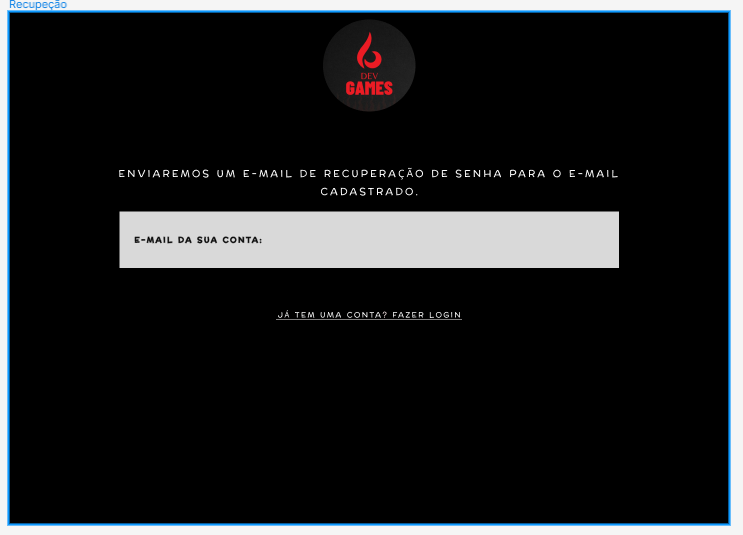 Recupeção
DEV
GAMES
ENVIAREMOS UM E-MAIL DE RECUPERAÇÃO DE SENHA PARA O E-MAIL
CADASTRADO.
E-MAIL DA SUA CONTA:
JÁ TEM UMA CONTA? FAZER LOGIN